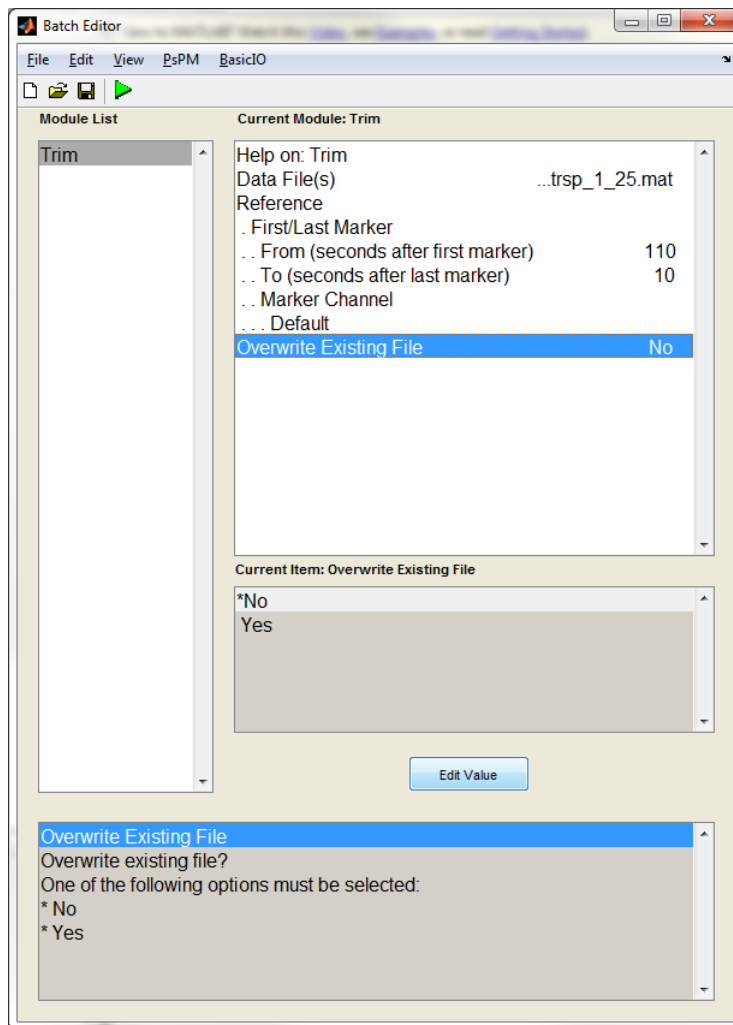 Batch Editor
File Edit View PsPM BasicIO
Module List
Current Module: Trim
Trim
Help on: Trim
Data File(s) ...trsp_1_25.mat
Reference
. First/Last Marker
. . From (seconds after first marker) 110
. . To (seconds after last marker) 10
. . Marker Channel
. . . Default
Overwrite Existing File No
Current Item: Overwrite Existing File
*No
Yes
Edit Value
Overwrite Existing File
Overwrite existing file?
One of the following options must be selected:
* No
* Yes